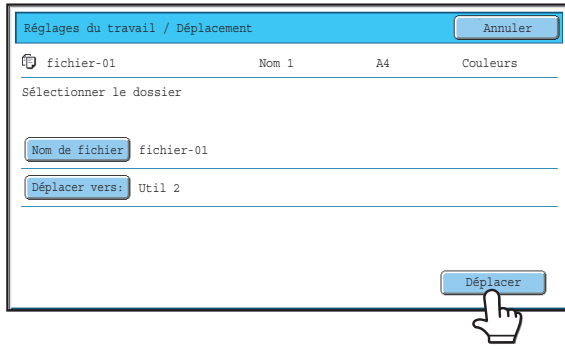 Réglages du travail / Déplacement Annuler
fichier-01 Nom 1 A4 Couleurs
Sélectionner le dossier
Nom de fichier fichier-01
Déplacer vers: Util 2
Déplacer